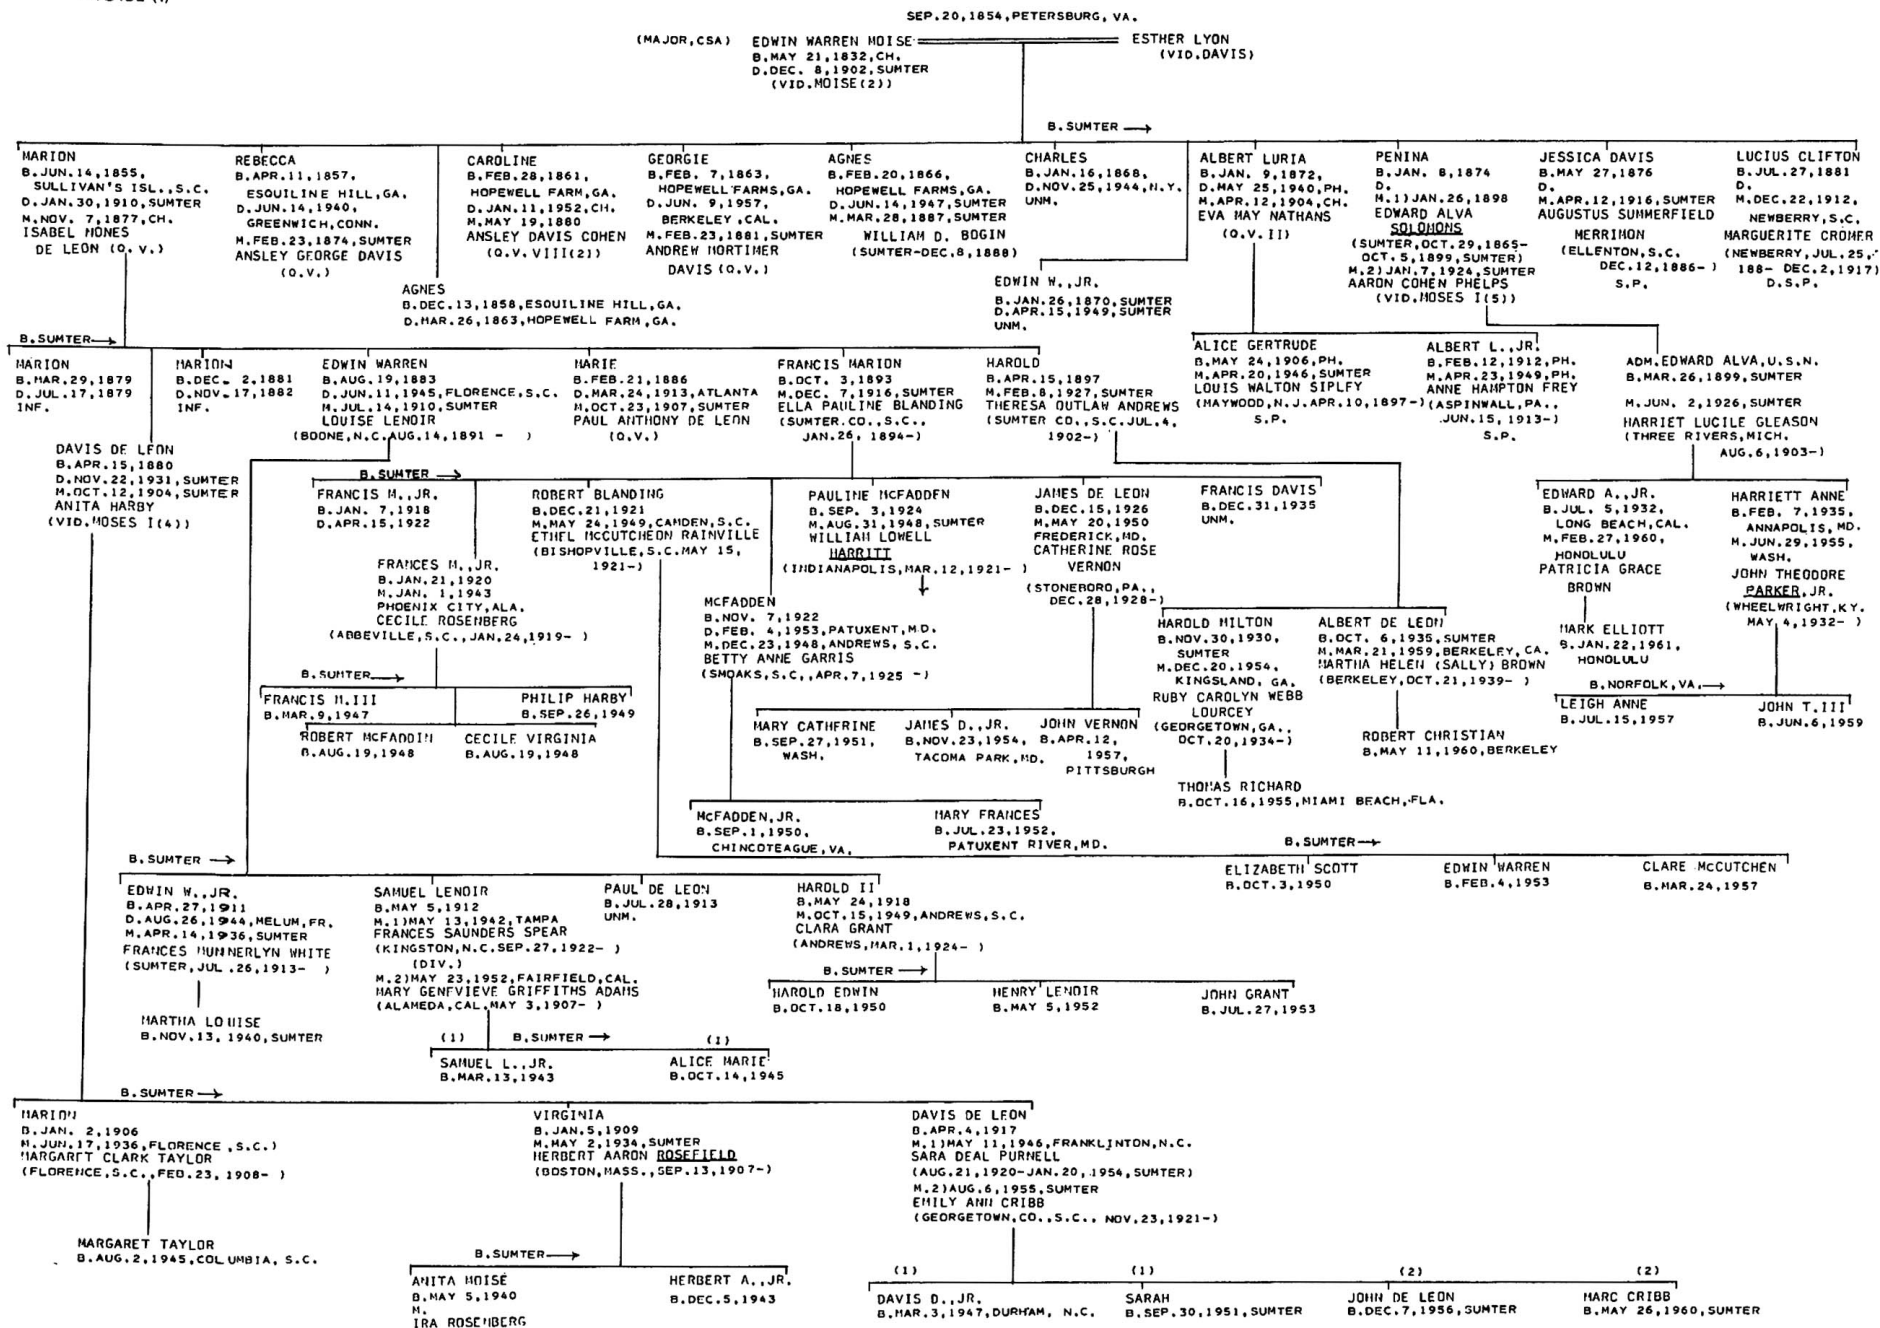 SEP.20,1854,PETERSBURG, VA.
(MAJOR,CSA) EDWIN WARREN MOISE ESTHER LYON
B.MAY 21,1832,CH. (VID.DAVIS)
D.DEC. 8,1902,SUMTER
(VID.MOISE(2))
B.SUMTER →
MARION
B.JUN.14,1855,
SULLIVAN'S ISL.,S.C.
D.JAN.30,1910,SUMTER
M.NOV. 7,1877,CH.
ISABEL NONES
DE LEON (Q.V.)
REBECCA
B.APR.11,1857,
ESQUILINE HILL,GA.
D.JUN.14,1940,
GREENWICH,CONN.
M.FEB.23,1874,SUMTER
ANSLEY GEORGE DAVIS
(Q.V.)
AGNES
B.DEC.13,1858,ESQUILINE HILL,GA.
D.MAR.26,1863,HOPEWELL FARM,GA.
CAROLINE
B.FEB.28,1861,
HOPEWELL FARM,GA.
D.JAN.11,1952,CH.
M.MAY 19,1880
ANSLEY DAVIS COHEN
(Q.V.VIII(2))
GEORGIE
B.FEB. 7,1863,
HOPEWELL FARMS,GA.
D.JUN. 9,1957,
BERKELEY,CAL.
M.FEB.23,1881,SUMTER
ANDREW MORTIMER
DAVIS (Q.V.)
AGNES
B.FEB.20,1866,
HOPEWELL FARMS,GA.
D.JUN.14,1947,SUMTER
M.MAR.28,1887,SUMTER
WILLIAM D. BOGIN
(SUMTER-DEC.8,1888)
CHARLES
B.JAN.16,1868,
D.NOV.25,1944,N.Y.
UNM.
EDWIN W.,JR.
B.JAN.26,1870,SUMTER
D.APR.15,1949,SUMTER
UNM.
ALBERT LURIA
B.JAN. 9,1872,
D.MAY 25,1940,PH.
M.APR.12,1904,CH.
EVA MAY NATHANS
(Q.V.II)
PENINA
B.JAN. 8,1874
D.
M.1)JAN.26,1898
EDWARD ALVA
SOLOMONS
(SUMTER,OCT.29,1865-
OCT.5,1899,SUMTER)
M.2)JAN.7,1924,SUMTER
AARON COHEN PHELPS
(VID.MOSES I(5))
JESSICA DAVIS
B.MAY 27,1876
D.
M.APR.12,1916,SUMTER
AUGUSTUS SUMMERFIELD
MERRIMON
(ELLENTON,S.C.
DEC.12,1886- )
S.P.
LUCIUS CLIFTON
B.JUL.27,1881
D.
M.DEC.22,1912,
NEWBERRY,S.C.
MARGUERITE CROMER
(NEWBERRY,JUL.25,
188- DEC.2,1917)
D.S.P.
B.SUMTER→
MARION
B.MAR.29,1879
D.JUL.17,1879
INF.
DAVIS DE LEON
B.APR.15,1880
D.NOV.22,1931,SUMTER
M.OCT.12,1904,SUMTER
ANITA HARBY
(VID.MOSES I(4))
MARION
B.DEC. 2,1881
D.NOV.17,1882
INF.
EDWIN WARREN
B.AUG.19,1883
D.JUN.11,1945,FLORENCE,S.C.
M.JUL.14,1910,SUMTER
LOUISE LENOIR
(BOONE,N.C.AUG.14,1891 - )
MARIE
B.FEB.21,1886
D.MAR.24,1913,ATLANTA
M.OCT.23,1907,SUMTER
PAUL ANTHONY DE LEON
(Q.V.)
FRANCIS MARION
B.OCT. 3,1893
M.DEC. 7,1916,SUMTER
ELLA PAULINE BLANDING
(SUMTER.CO.,S.C.,
JAN.26, 1894-)
HAROLD
B.APR.15,1897
M.FEB.8,1927,SUMTER
THERESA OUTLAW ANDREWS
(SUMTER CO.,S.C.JUL.4,
1902-)
ALICE GERTRUDE
B.MAY 24,1906,PH.
M.APR.20,1946,SUMTER
LOUIS WALTON SIPLEY
(MAYWOOD,N.J.APR.10,1897-)
S.P.
ALBERT L.,JR.
B.FEB.12,1912,PH.
M.APR.23,1949,PH.
ANNE HAMPTON FREY
(ASPINWALL,PA.,
JUN.15, 1913-)
S.P.
ADM.EDWARD ALVA,U.S.N.
B.MAR.26,1899,SUMTER
M.JUN. 2,1926,SUMTER
HARRIET LUCILE GLEASON
(THREE RIVERS,MICH.
AUG.6,1903-)
B.SUMTER →
FRANCIS M.,JR.
B.JAN. 7,1918
D.APR.15,1922
FRANCES M.,JR.
B.JAN.21,1920
M.JAN. 1,1943
PHOENIX CITY,ALA.
CECILE ROSENBERG
(ABBEVILLE,S.C.,JAN.24,1919- )
ROBERT BLANDING
B.DEC.21,1921
M.MAY 24,1949,CAMDEN,S.C.
ETHEL MCCUTCHEON RAINVILLE
(BISHOPVILLE,S.C.MAY 15,
1921-)
MCFADDEN
B.NOV. 7,1922
D.FEB. 4,1953,PATUXENT,M.D.
M.DEC.23,1948,ANDREWS, S.C.
BETTY ANNE GARRIS
(SMOAKS,S.C.,APR.7,1925 -)
PAULINE MCFADDEN
B.SEP. 3,1924
M.AUG.31,1948,SUMTER
WILLIAM LOWELL
HARRITT
(INDIANAPOLIS,MAR.12,1921- )
↓
JAMES DE LEON
B.DEC.15,1926
M.MAY 20,1950
FREDERICK,MD.
CATHERINE ROSE
VERNON
(STONEBORO,PA.,
DEC.28,1928-)
FRANCIS DAVIS
B.DEC.31,1935
UNM.
HAROLD MILTON
B.NOV.30,1930,
SUMTER
M.DEC.20,1954,
KINGSLAND, GA.
RUBY CAROLYN WEBB
LOURCEY
(GEORGETOWN,GA.,
OCT.20,1934-)
ALBERT DE LEON
B.OCT. 6,1935,SUMTER
M.MAR.21,1959,BERKELEY,CA.
MARTHA HELEN (SALLY) BROWN
(BERKELEY,OCT.21,1939- )
EDWARD A.,JR.
B.JUL. 5,1932,
LONG BEACH,CAL.
M.FEB.27,1960,
HONOLULU
PATRICIA GRACE
BROWN
HARRIETT ANNE
B.FEB. 7,1935,
ANNAPOLIS, MD.
M.JUN.29,1955,
WASH.
JOHN THEODORE
PARKER,JR.
(WHEELWRIGHT,KY.
MAY 4,1932- )
MARK ELLIOTT
B.JAN.22,1961,
HONOLULU
B.NORFOLK,VA.→
LEIGH ANNE
B.JUL.15,1957
JOHN T.III
B.JUN.6,1959
B.SUMTER→
FRANCIS M.III
B.MAR.9,1947
ROBERT MCFADDIN
B.AUG.19,1948
CECILE VIRGINIA
B.AUG.19,1948
PHILIP HARBY
B.SEP.26,1949
MARY CATHERINE
B.SEP.27,1951,
WASH.
JAMES D.,JR.
B.NOV.23,1954,
TACOMA PARK,MD.
JOHN VERNON
B.APR.12,
1957,
PITTSBURGH
ROBERT CHRISTIAN
B.MAY 11,1960,BERKELEY
THOMAS RICHARD
B.OCT.16,1955,MIAMI BEACH,FLA.
MCFADDEN,JR.
B.SEP.1,1950,
CHINCOTEAGUE,VA.
MARY FRANCES
B.JUL.23,1952,
PATUXENT RIVER,MD.
B.SUMTER→
ELIZABETH SCOTT
B.OCT.3,1950
EDWIN WARREN
B.FEB.4,1953
CLARE MCCUTCHEN
B.MAR.24,1957
B.SUMTER →
EDWIN W.,JR.
B.APR.27,1911
D.AUG.26,1944,MELUM,FR.
M.APR.14,1936,SUMTER
FRANCES NUNNERLYN WHITE
(SUMTER,JUL.26,1913- )
SAMUEL LENOIR
B.MAY 5,1912
M.1)MAY 13,1942,TAMPA
FRANCES SAUNDERS SPEAR
(KINGSTON,N.C.SEP.27,1922- )
(DIV.)
M.2)MAY 23,1952,FAIRFIELD,CAL.
MARY GENEVIEVE GRIFFITHS ADAMS
(ALAMEDA,CAL.MAY 3,1907- )
PAUL DE LEON
B.JUL.28,1913
UNM.
HAROLD II
B.MAY 24,1918
M.OCT.15,1949,ANDREWS,S.C.
CLARA GRANT
(ANDREWS,MAR.1,1924- )
B.SUMTER →
HAROLD EDWIN
B.OCT.18,1950
HENRY LENOIR
B.MAY 5,1952
JOHN GRANT
B.JUL.27,1953
MARTHA LOUISE
B.NOV.13, 1940,SUMTER
(1) B.SUMTER → (1)
SAMUEL L.,JR.
B.MAR.13,1943
ALICE MARIE
B.OCT.14,1945
B.SUMTER→
MARION
B.JAN. 2,1906
M.JUN.17,1936,FLORENCE ,S.C.)
MARGARET CLARK TAYLOR
(FLORENCE,S.C.,FEB.23, 1908- )
VIRGINIA
B.JAN.5,1909
M.MAY 2,1934,SUMTER
HERBERT AARON ROSEFIELD
(BOSTON,MASS.,SEP.13,1907-)
DAVIS DE LEON
B.APR.4,1917
M.1)MAY 11,1946,FRANKLINTON,N.C.
SARA DEAL PURNELL
(AUG.21,1920-JAN.20,1954,SUMTER)
M.2)AUG.6,1955,SUMTER
EMILY ANN CRIBB
(GEORGETOWN,CO.,S.C., NOV.23,1921-)
MARGARET TAYLOR
B.AUG.2,1945,COLUMBIA, S.C.
B.SUMTER→
ANITA MOISE
B.MAY 5,1940
M.
IRA ROSENBERG
HERBERT A.,JR.
B.DEC.5,1943
(1) (1) (2) (2)
DAVIS D.,JR.
B.MAR.3,1947,DURHAM, N.C.
SARAH
B.SEP.30,1951,SUMTER
JOHN DE LEON
B.DEC.7,1956,SUMTER
MARC CRIBB
B.MAY 26,1960,SUMTER